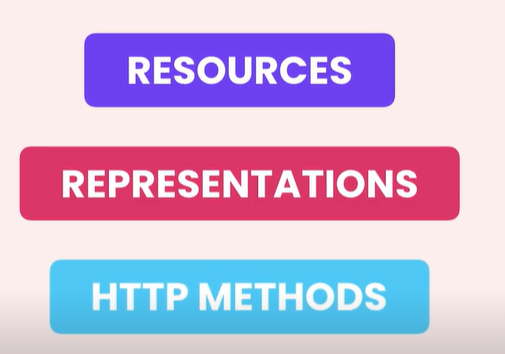 RESOURCES
REPRESENTATIONS
HTTP METHODS